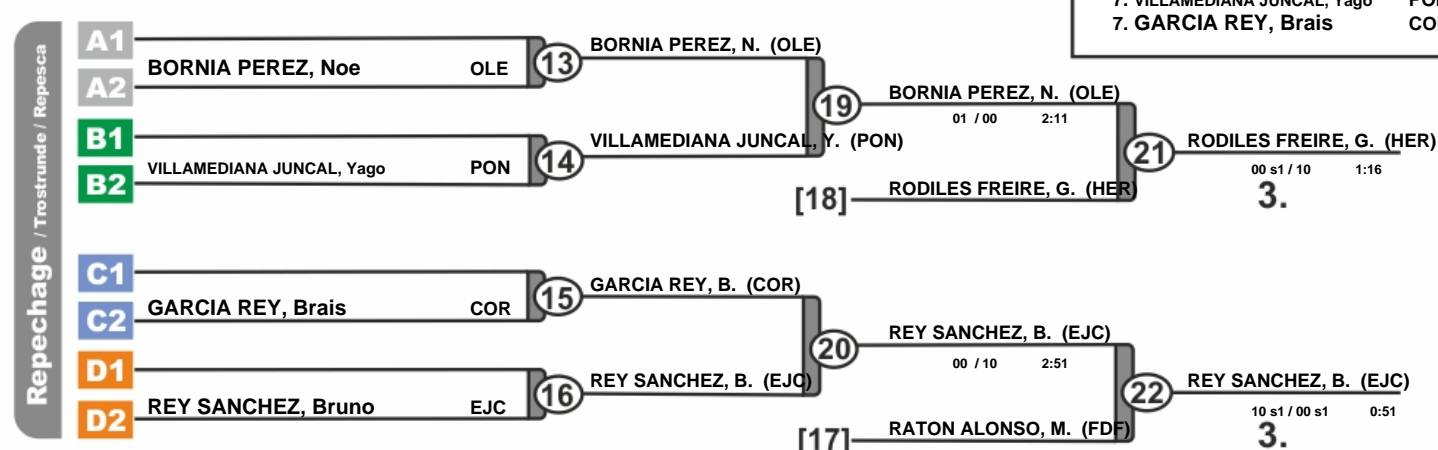 7. VILLAMEDIANA JUNCAL, Yago
7. GARCIA REY, Brais
Repechage / Trostrunde / Repesca
A1
BORNIA PEREZ, Noe OLE
A2
13
BORNIA PEREZ, N. (OLE)
B1
VILLAMEDIANA JUNCAL, Yago PON
B2
14
VILLAMEDIANA JUNCAL, Y. (PON)
19
BORNIA PEREZ, N. (OLE)
01 / 00 2:11
[18]
RODILES FREIRE, G. (HER)
21
RODILES FREIRE, G. (HER)
00 s1 / 10 1:16
3.
C1
GARCIA REY, Brais COR
C2
15
GARCIA REY, B. (COR)
D1
REY SANCHEZ, Bruno EJC
D2
16
REY SANCHEZ, B. (EJC)
20
REY SANCHEZ, B. (EJC)
00 / 10 2:51
[17]
RATON ALONSO, M. (FDF)
22
REY SANCHEZ, B. (EJC)
10 s1 / 00 s1 0:51
3.